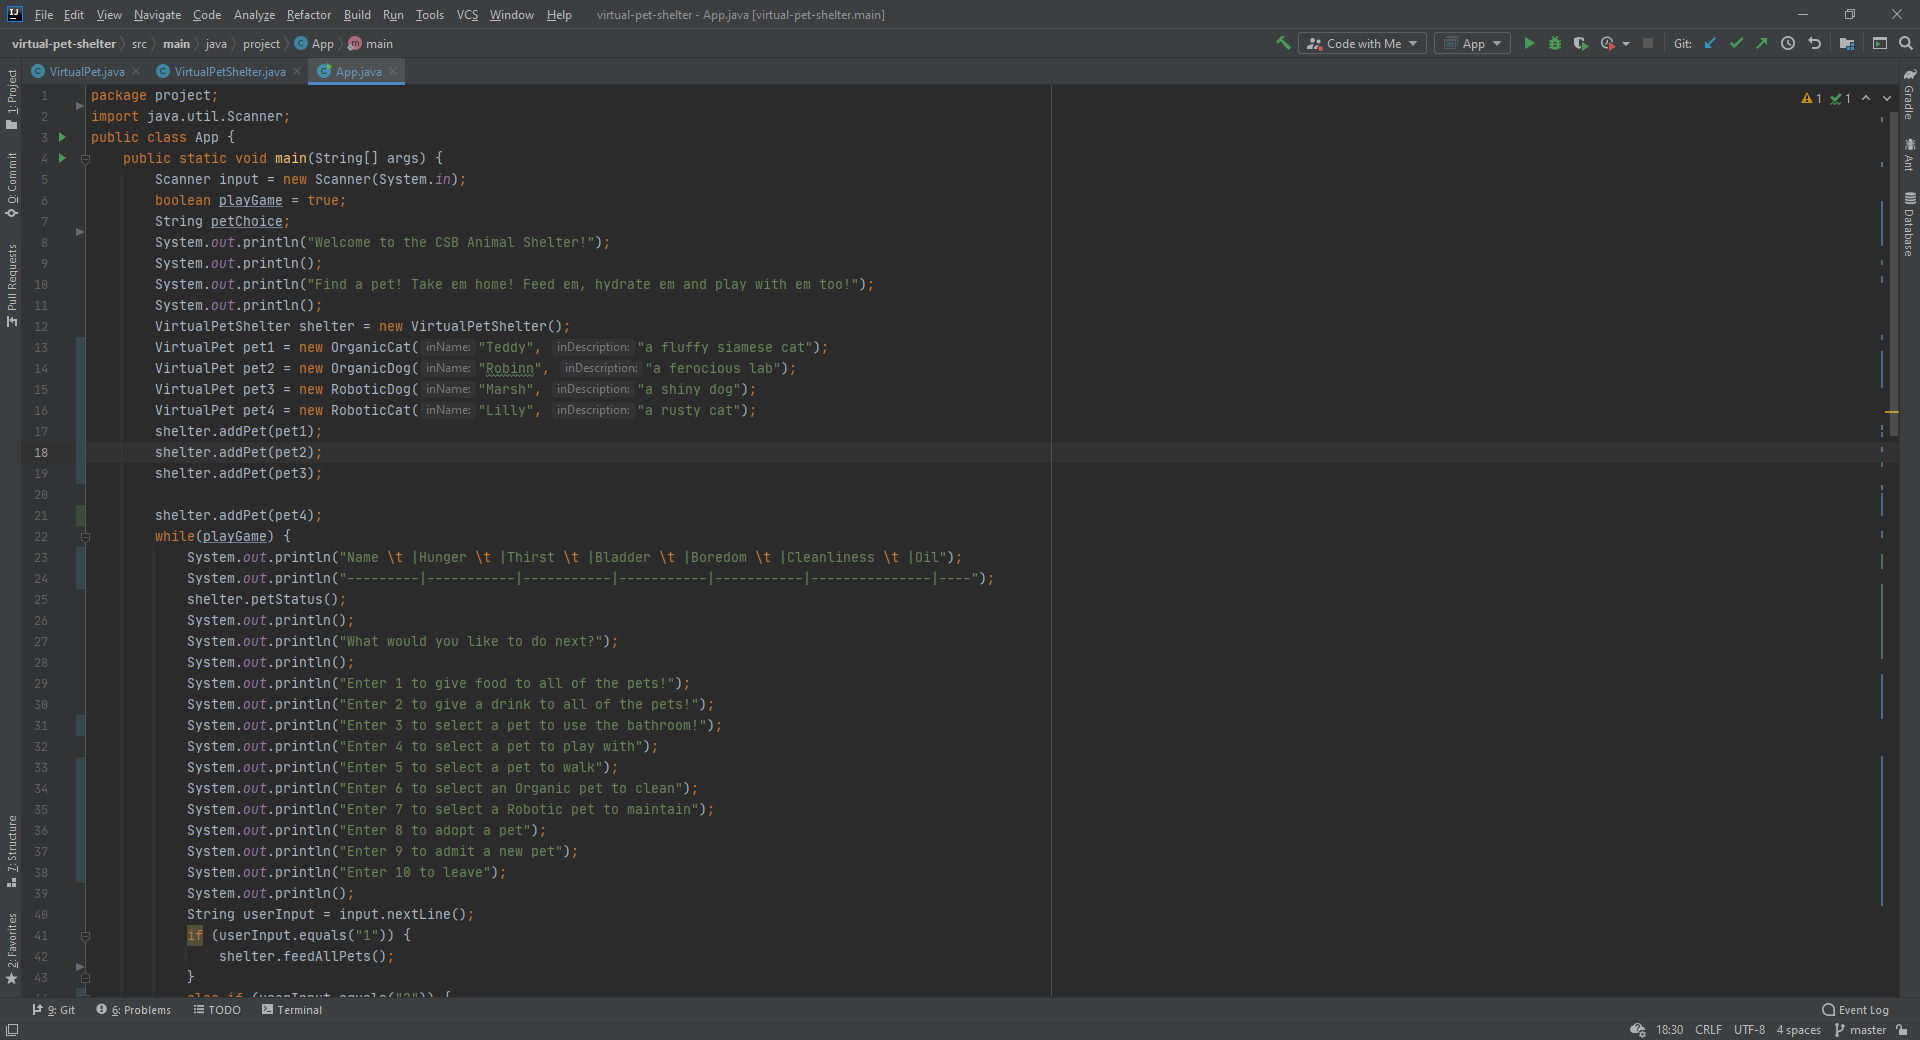 File Edit View Navigate Code Analyze Refactor Build Run Tools VCS Window Help virtual-pet-shelter - App.java [virtual-pet-shelter.main]
virtual-pet-shelter src main java project App main Code with Me App Git:
VirtualPet.java VirtualPetShelter.java App.java
1 package project;
2 import java.util.Scanner;
3 public class App {
4 public static void main(String[] args) {
5 Scanner input = new Scanner(System.in);
6 boolean playGame = true;
7 String petChoice;
8 System.out.println("Welcome to the CSB Animal Shelter!");
9 System.out.println();
10 System.out.println("Find a pet! Take em home! Feed em, hydrate em and play with em too!");
11 System.out.println();
12 VirtualPetShelter shelter = new VirtualPetShelter();
13 VirtualPet pet1 = new OrganicCat( inName: "Teddy", inDescription: "a fluffy siamese cat");
14 VirtualPet pet2 = new OrganicDog( inName: "Robinn", inDescription: "a ferocious lab");
15 VirtualPet pet3 = new RoboticDog( inName: "Marsh", inDescription: "a shiny dog");
16 VirtualPet pet4 = new RoboticCat( inName: "Lilly", inDescription: "a rusty cat");
17 shelter.addPet(pet1);
18 shelter.addPet(pet2);
19 shelter.addPet(pet3);
20
21 shelter.addPet(pet4);
22 while(playGame) {
23 System.out.println("Name \t |Hunger \t |Thirst \t |Bladder \t |Boredom \t |Cleanliness \t |Oil");
24 System.out.println("---------|-----------|-----------|-----------|-----------|---------------|----");
25 shelter.petStatus();
26 System.out.println();
27 System.out.println("What would you like to do next?");
28 System.out.println();
29 System.out.println("Enter 1 to give food to all of the pets!");
30 System.out.println("Enter 2 to give a drink to all of the pets!");
31 System.out.println("Enter 3 to select a pet to use the bathroom!");
32 System.out.println("Enter 4 to select a pet to play with");
33 System.out.println("Enter 5 to select a pet to walk");
34 System.out.println("Enter 6 to select an Organic pet to clean");
35 System.out.println("Enter 7 to select a Robotic pet to maintain");
36 System.out.println("Enter 8 to adopt a pet");
37 System.out.println("Enter 9 to admit a new pet");
38 System.out.println("Enter 10 to leave");
39 System.out.println();
40 String userInput = input.nextLine();
41 if (userInput.equals("1")) {
42 shelter.feedAllPets();
43 }
44 else if (userInput.equals("2")) {
1: Project
0: Commit
Pull Requests
7: Structure
2: Favorites
1 1
Gradle
Ant
Database
9: Git 6: Problems TODO Terminal Event Log
18:30 CRLF UTF-8 4 spaces master